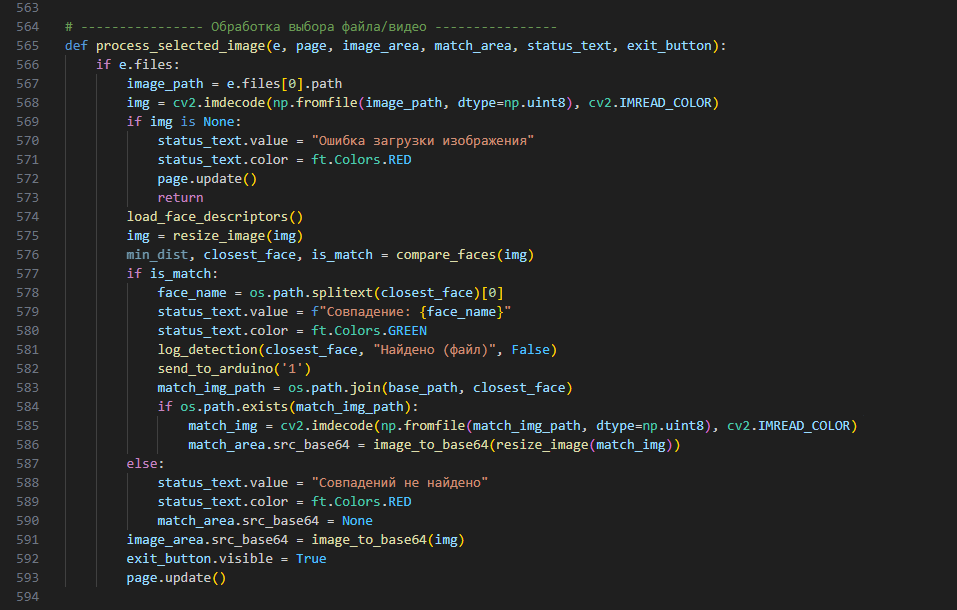 563
564 # ---------------- Обработка выбора файла/видео ----------------
565 def process_selected_image(e, page, image_area, match_area, status_text, exit_button):
566     if e.files:
567         image_path = e.files[0].path
568         img = cv2.imdecode(np.fromfile(image_path, dtype=np.uint8), cv2.IMREAD_COLOR)
569         if img is None:
570             status_text.value = "Ошибка загрузки изображения"
571             status_text.color = ft.Colors.RED
572             page.update()
573             return
574         load_face_descriptors()
575         img = resize_image(img)
576         min_dist, closest_face, is_match = compare_faces(img)
577         if is_match:
578             face_name = os.path.splitext(closest_face)[0]
579             status_text.value = f"Совпадение: {face_name}"
580             status_text.color = ft.Colors.GREEN
581             log_detection(closest_face, "Найдено (файл)", False)
582             send_to_arduino('1')
583             match_img_path = os.path.join(base_path, closest_face)
584             if os.path.exists(match_img_path):
585                 match_img = cv2.imdecode(np.fromfile(match_img_path, dtype=np.uint8), cv2.IMREAD_COLOR)
586                 match_area.src_base64 = image_to_base64(resize_image(match_img))
587         else:
588             status_text.value = "Совпадений не найдено"
589             status_text.color = ft.Colors.RED
590             match_area.src_base64 = None
591         image_area.src_base64 = image_to_base64(img)
592         exit_button.visible = True
593         page.update()
594